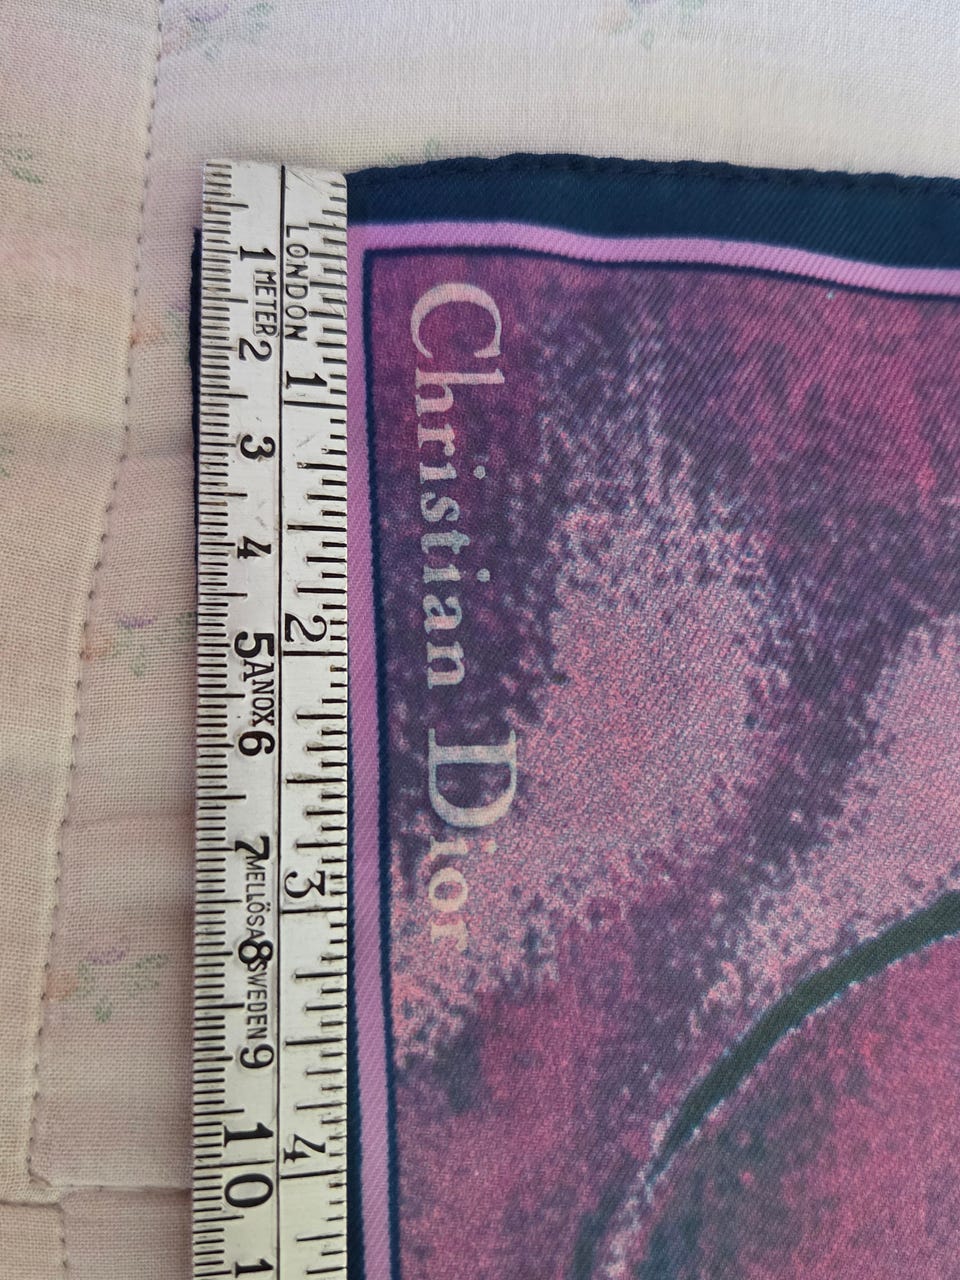 1 METER 2 3 4 5 ANOX 6 7 MELLÖSA 8 SWEDEN 9 10
LONDON 1 2 3 4
Christian Dior